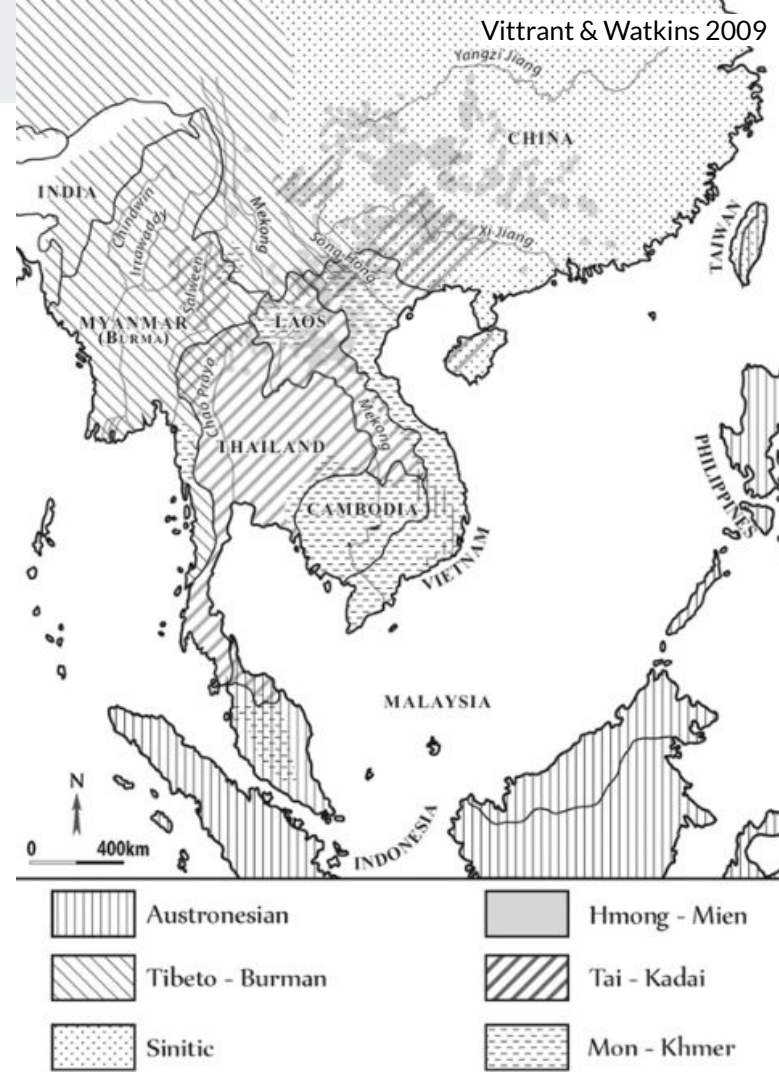 Vittrant & Watkins 2009
Yangzi Jiang
CHINA
INDIA
Chindwin
Irrawaddy
Mekong
Song Hong
Xi Jiang
TAIWAN
Salween
MYANMAR
(BURMA)
LAOS
Chao Praya
Mekong
THAILAND
PHILIPPINES
CAMBODIA
VIETNAM
MALAYSIA
N
INDONESIA
0 400km
Austronesian
Hmong - Mien
Tibeto - Burman
Tai - Kadai
Sinitic
Mon - Khmer